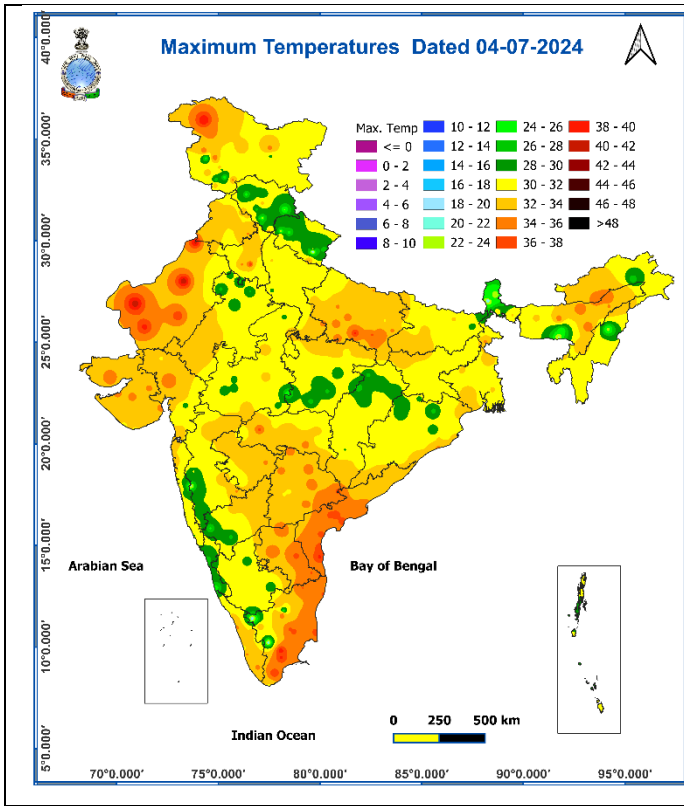 Maximum Temperatures Dated 04-07-2024
Max. Temp
<= 0
0 - 2
2 - 4
4 - 6
6 - 8
8 - 10
10 - 12
12 - 14
14 - 16
16 - 18
18 - 20
20 - 22
22 - 24
24 - 26
26 - 28
28 - 30
30 - 32
32 - 34
34 - 36
36 - 38
38 - 40
40 - 42
42 - 44
44 - 46
46 - 48
>48
40°0.000'
35°0.000'
30°0.000'
25°0.000'
20°0.000'
15°0.000'
10°0.000'
5°0.000'
Arabian Sea
Bay of Bengal
Indian Ocean
0 250 500 km
70°0.000' 75°0.000' 80°0.000' 85°0.000' 90°0.000' 95°0.000'